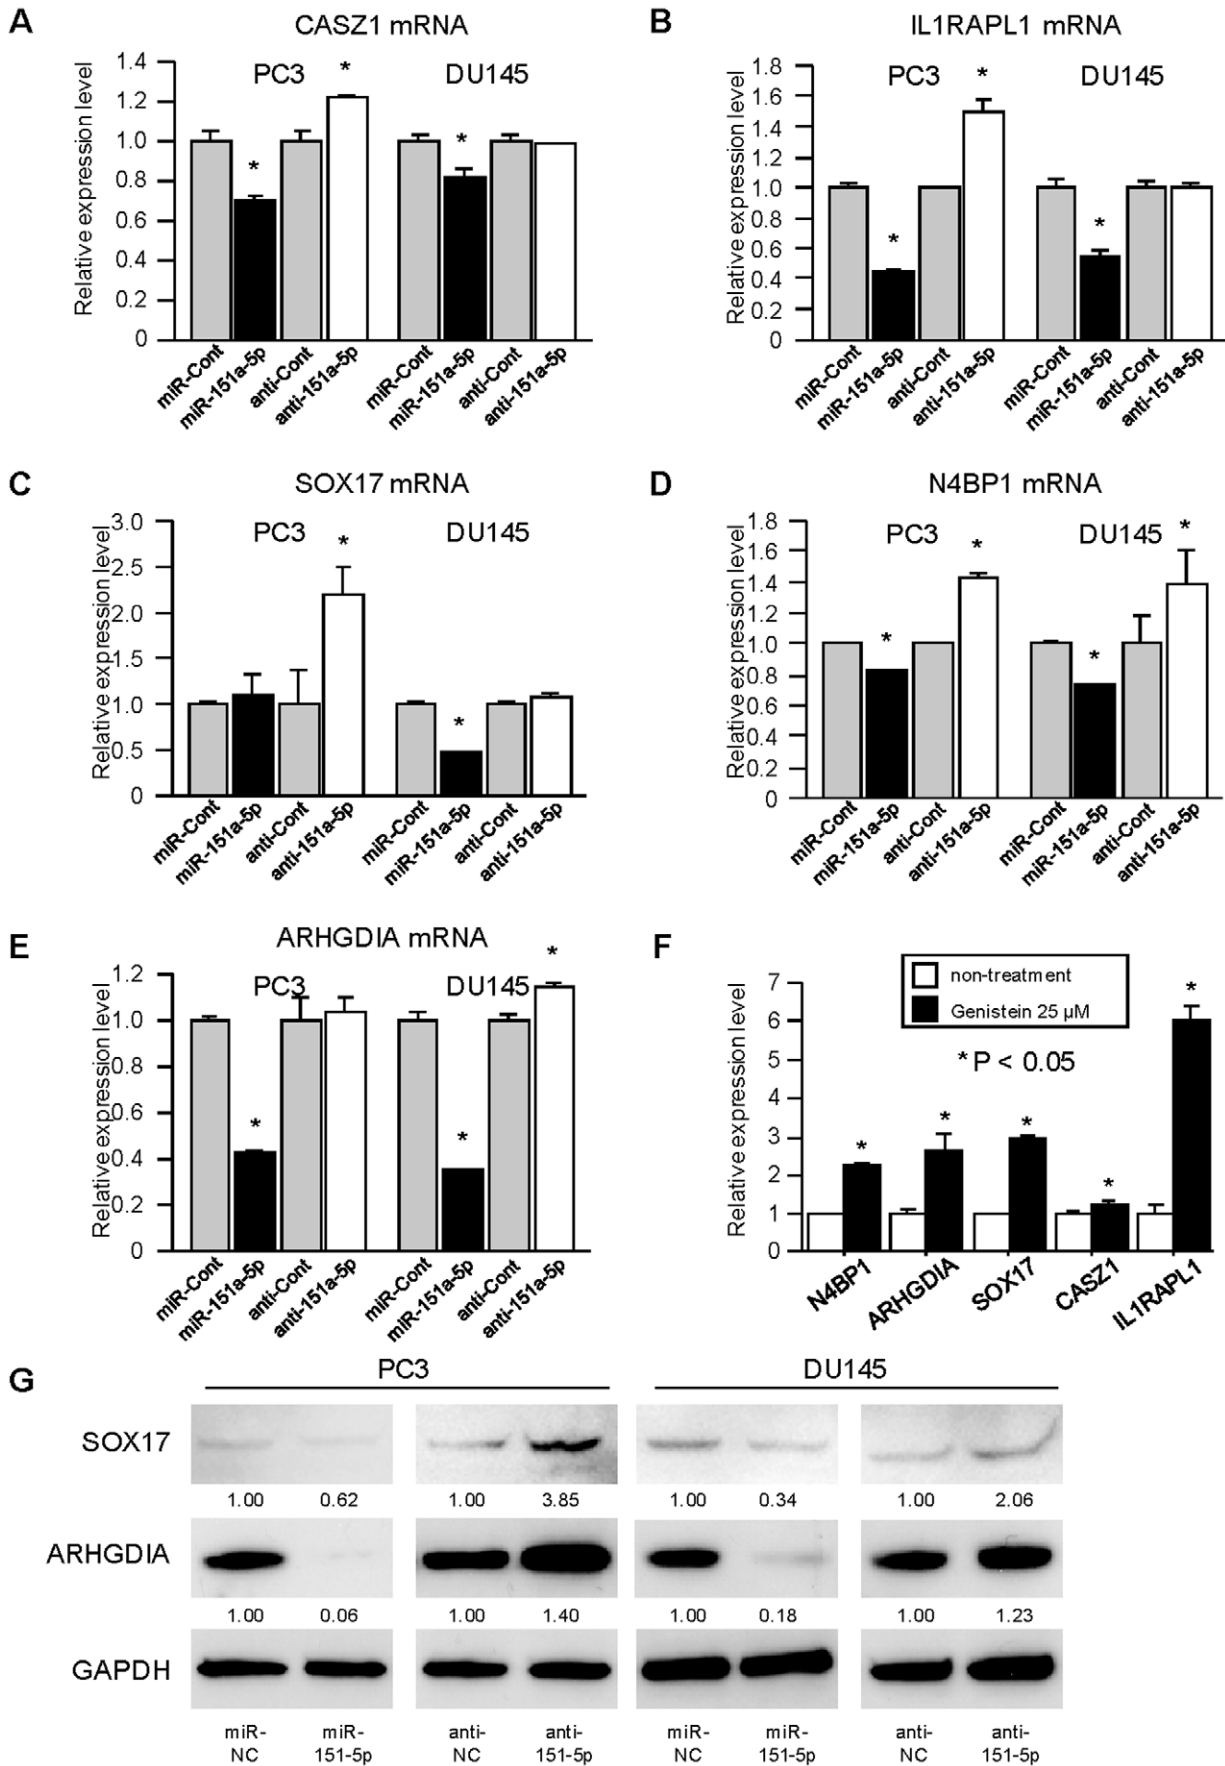 A
CASZ1 mRNA
PC3 * DU145
* *
Relative expression level
1.4
1.2
1.0
0.8
0.6
0.4
0.2
0
miR-Cont miR-151a-5p anti-Cont anti-151a-5p miR-Cont miR-151a-5p anti-Cont anti-151a-5p
B
IL1RAPL1 mRNA
PC3 * DU145
* *
Relative expression level
1.8
1.6
1.4
1.2
1.0
0.8
0.6
0.4
0.2
0
miR-Cont miR-151a-5p anti-Cont anti-151a-5p miR-Cont miR-151a-5p anti-Cont anti-151a-5p
C
SOX17 mRNA
PC3 * DU145
*
Relative expression level
3.0
2.5
2.0
1.5
1.0
0.5
0
miR-Cont miR-151a-5p anti-Cont anti-151a-5p miR-Cont miR-151a-5p anti-Cont anti-151a-5p
D
N4BP1 mRNA
PC3 * DU145 *
* *
Relative expression level
1.8
1.6
1.4
1.2
1.0
0.8
0.6
0.4
0.2
0
miR-Cont miR-151a-5p anti-Cont anti-151a-5p miR-Cont miR-151a-5p anti-Cont anti-151a-5p
E
ARHGDIA mRNA
PC3 DU145 *
* *
Relative expression level
1.2
1.0
0.8
0.6
0.4
0.2
0
miR-Cont miR-151a-5p anti-Cont anti-151a-5p miR-Cont miR-151a-5p anti-Cont anti-151a-5p
F
non-treatment
Genistein 25 µM
*P < 0.05
* * * * *
Relative expression level
7
6
5
4
3
2
1
0
N4BP1 ARHGDIA SOX17 CASZ1 IL1RAPL1
G
PC3 DU145
SOX17
1.00 0.62 1.00 3.85 1.00 0.34 1.00 2.06
ARHGDIA
1.00 0.06 1.00 1.40 1.00 0.18 1.00 1.23
GAPDH
miR- miR- anti- anti- miR- miR- anti- anti-
NC 151-5p NC 151-5p NC 151-5p NC 151-5p